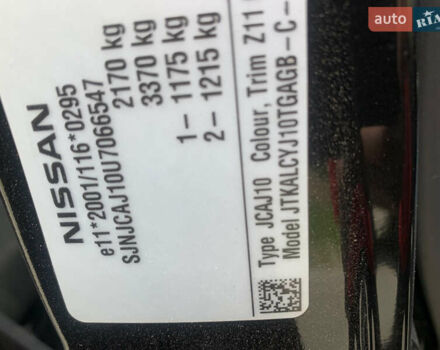 NISSAN
e11*2001/116*0295
SJNJCAJ10U7066547
2170 kg
3370 kg
1 - 1175 kg
2 - 1215 kg
Type JCAJ10 Colour, Trim Z11
Model JTKALCYJ10TGAGB - C -
AUTO
RIA